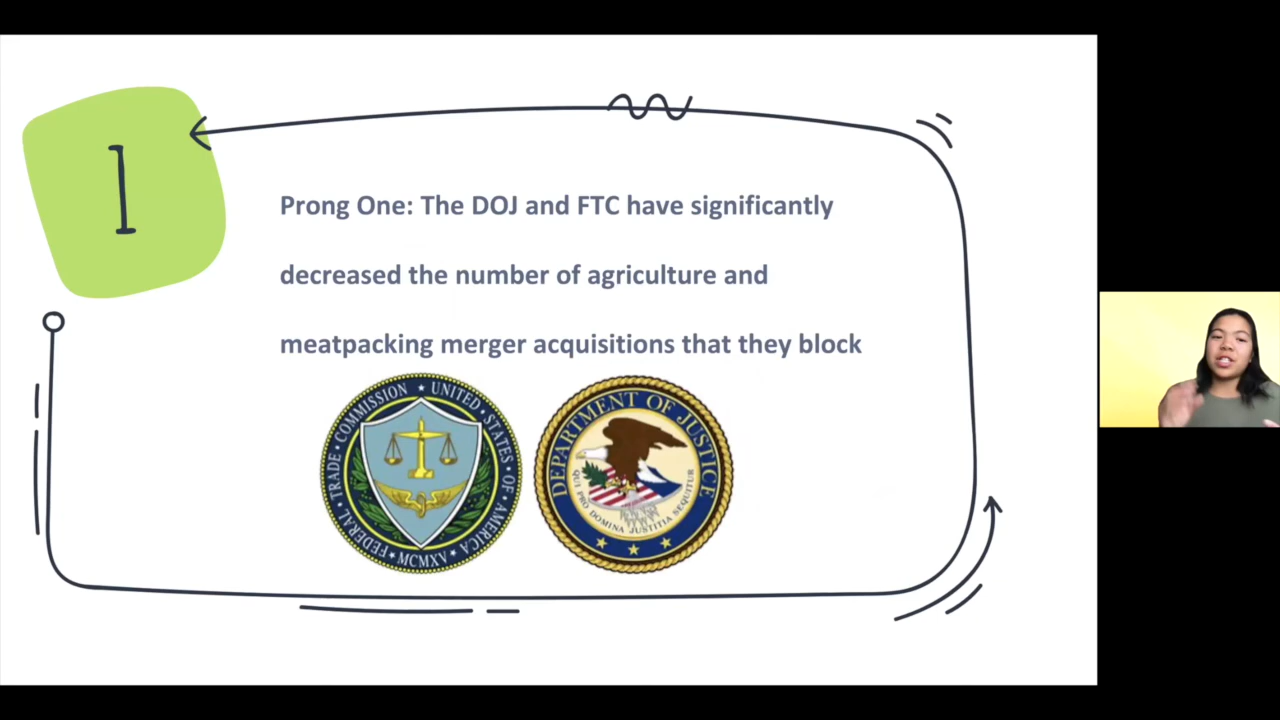 1
Prong One: The DOJ and FTC have significantly
decreased the number of agriculture and
meatpacking merger acquisitions that they block
FEDERAL TRADE COMMISSION ★ UNITED STATES OF AMERICA
★ MCMXV ★
DEPARTMENT OF JUSTICE
QUI PRO DOMINA JUSTITIA SEQUITUR